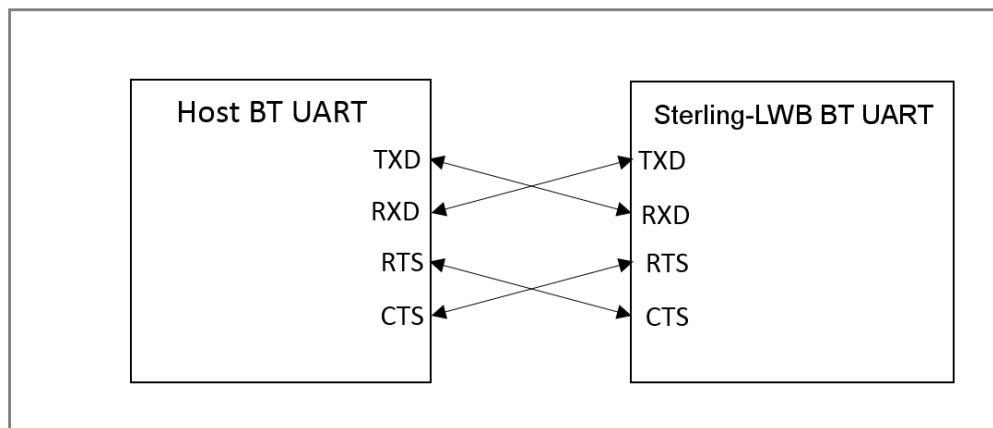 Host BT UART
TXD
RXD
RTS
CTS
Sterling-LWB BT UART
TXD
RXD
RTS
CTS